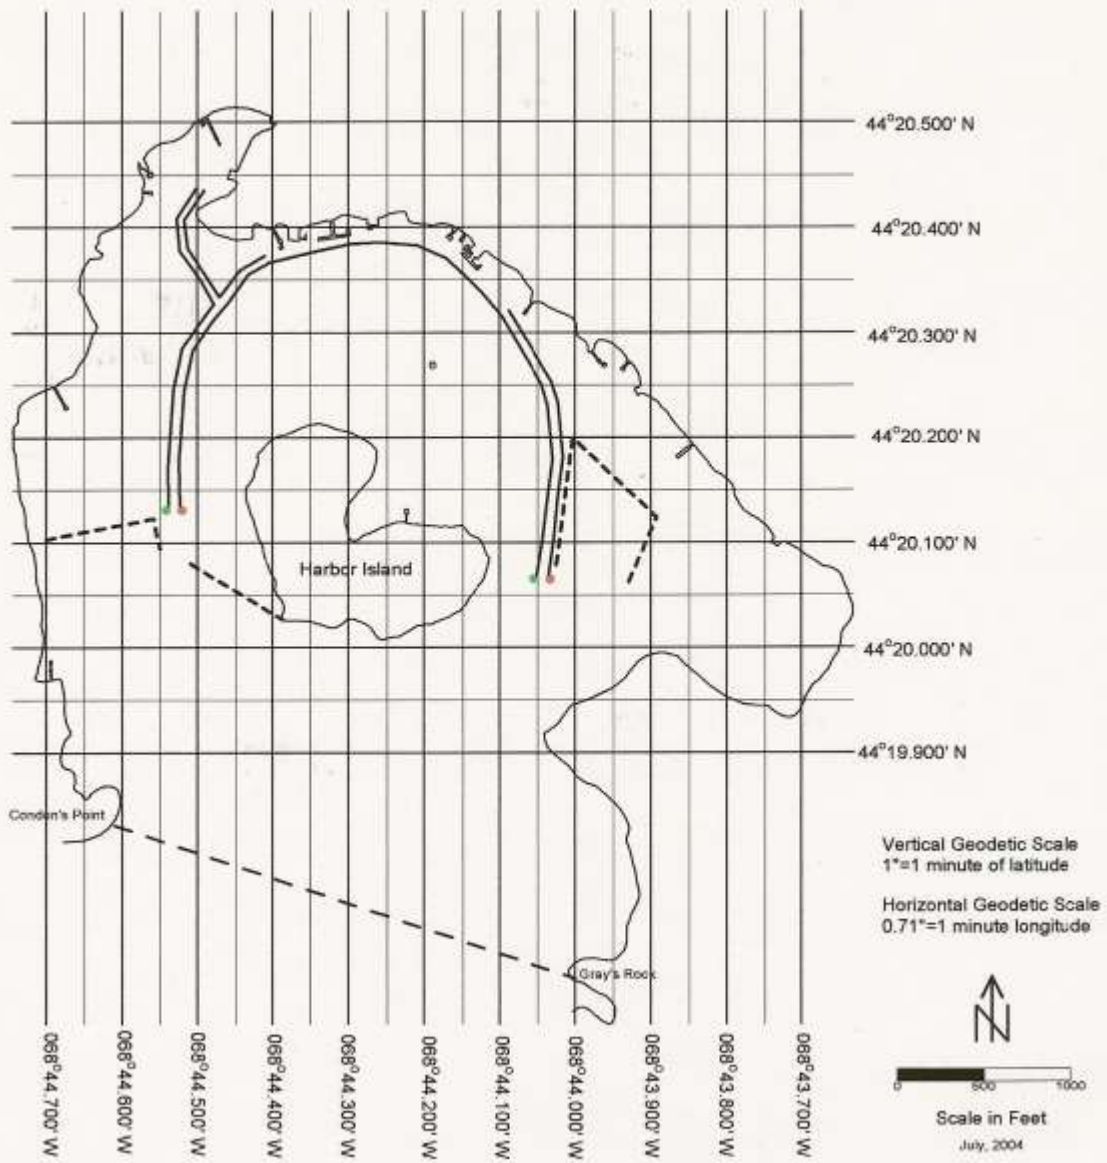 44°20.500' N
44°20.400' N
44°20.300' N
44°20.200' N
44°20.100' N
Harbor Island
44°20.000' N
44°19.900' N
Condon's Point
Vertical Geodetic Scale
1"=1 minute of latitude
Horizontal Geodetic Scale
0.71"=1 minute longitude
Gray's Rock
N
0 500 1000
Scale in Feet
July, 2004
068°44.700' W
068°44.600' W
068°44.500' W
068°44.400' W
068°44.300' W
068°44.200' W
068°44.100' W
068°44.000' W
068°43.900' W
068°43.800' W
068°43.700' W